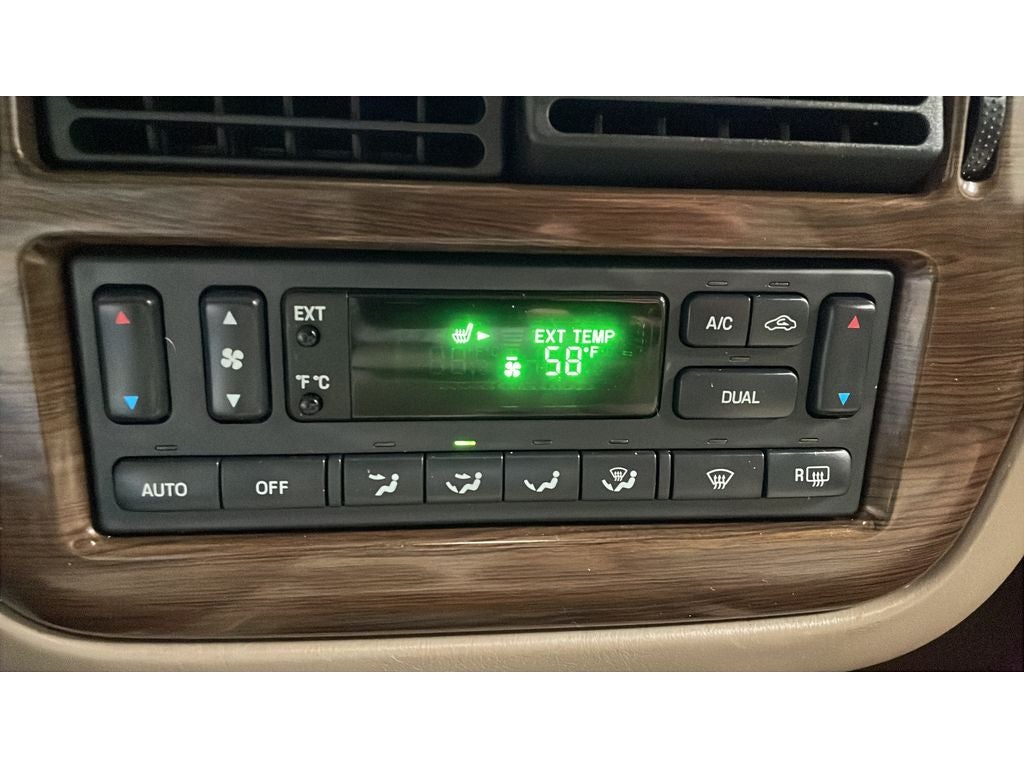 EXT
°F °C
EXT TEMP
58°F
A/C
DUAL
AUTO
OFF
R